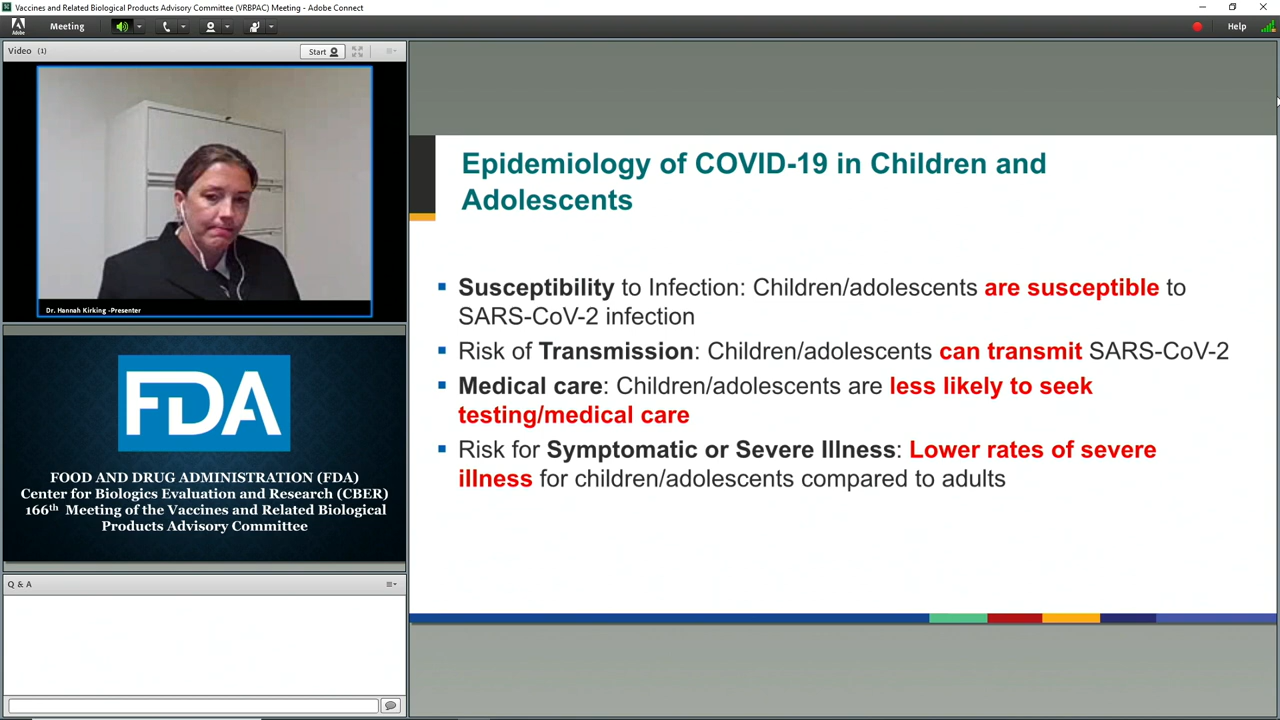 Vaccines and Related Biological Products Advisory Committee (VRBPAC) Meeting - Adobe Connect
Adobe
Meeting
Help
Video (1)
Start
Dr. Hannah Kirking -Presenter
FDA
FOOD AND DRUG ADMINISTRATION (FDA)
Center for Biologics Evaluation and Research (CBER)
166th Meeting of the Vaccines and Related Biological
Products Advisory Committee
Q & A
Epidemiology of COVID-19 in Children and
Adolescents
▪ Susceptibility to Infection: Children/adolescents are susceptible to
SARS-CoV-2 infection
▪ Risk of Transmission: Children/adolescents can transmit SARS-CoV-2
▪ Medical care: Children/adolescents are less likely to seek
testing/medical care
▪ Risk for Symptomatic or Severe Illness: Lower rates of severe
illness for children/adolescents compared to adults